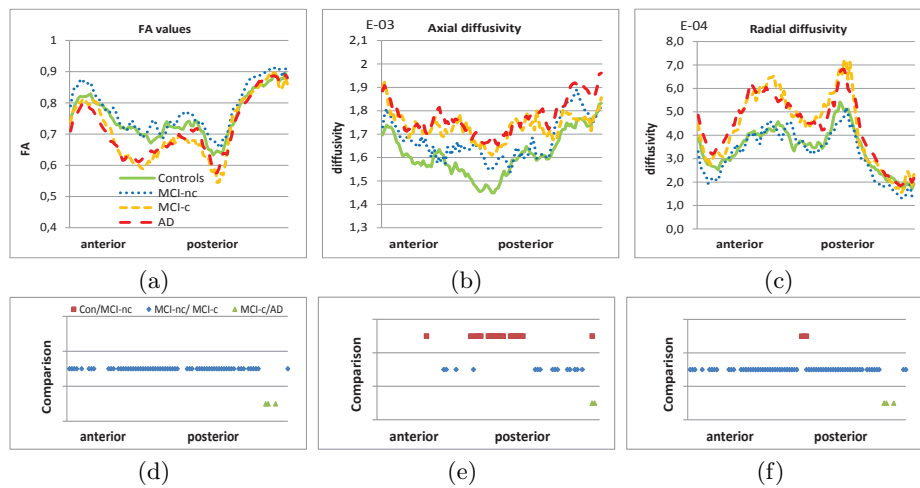 FA values
1
0,9
0,8
0,7
0,6
0,5
0,4
FA
Controls
MCI-nc
MCI-c
AD
anterior posterior
(a)
E-03
Axial diffusivity
2,1
2
1,9
1,8
1,7
1,6
1,5
1,4
1,3
diffusivity
anterior posterior
(b)
E-04
Radial diffusivity
8,0
7,0
6,0
5,0
4,0
3,0
2,0
1,0
0,0
diffusivity
anterior posterior
(c)
Con/MCI-nc MCI-nc/ MCI-c MCI-c/AD
Comparison
anterior posterior
(d)
Comparison
anterior posterior
(e)
Comparison
anterior posterior
(f)